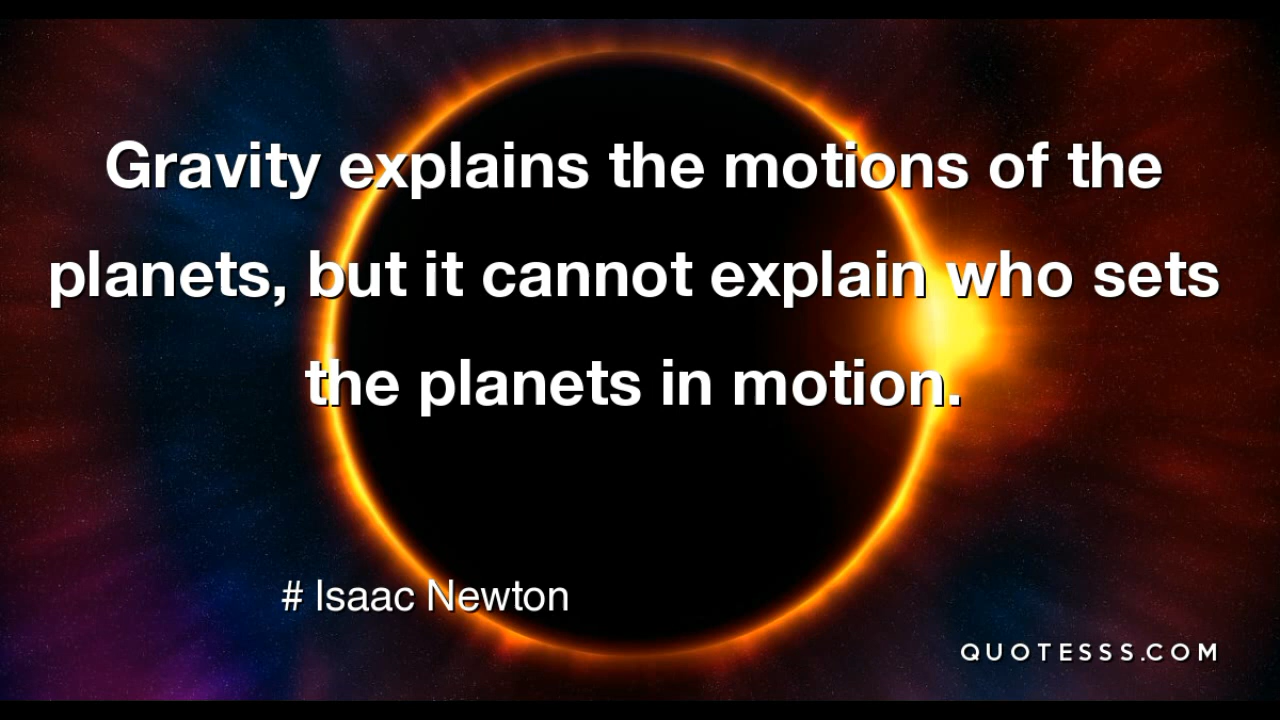 Gravity explains the motions of the
planets, but it cannot explain who sets
the planets in motion.
# Isaac Newton
QUOTESSS.COM